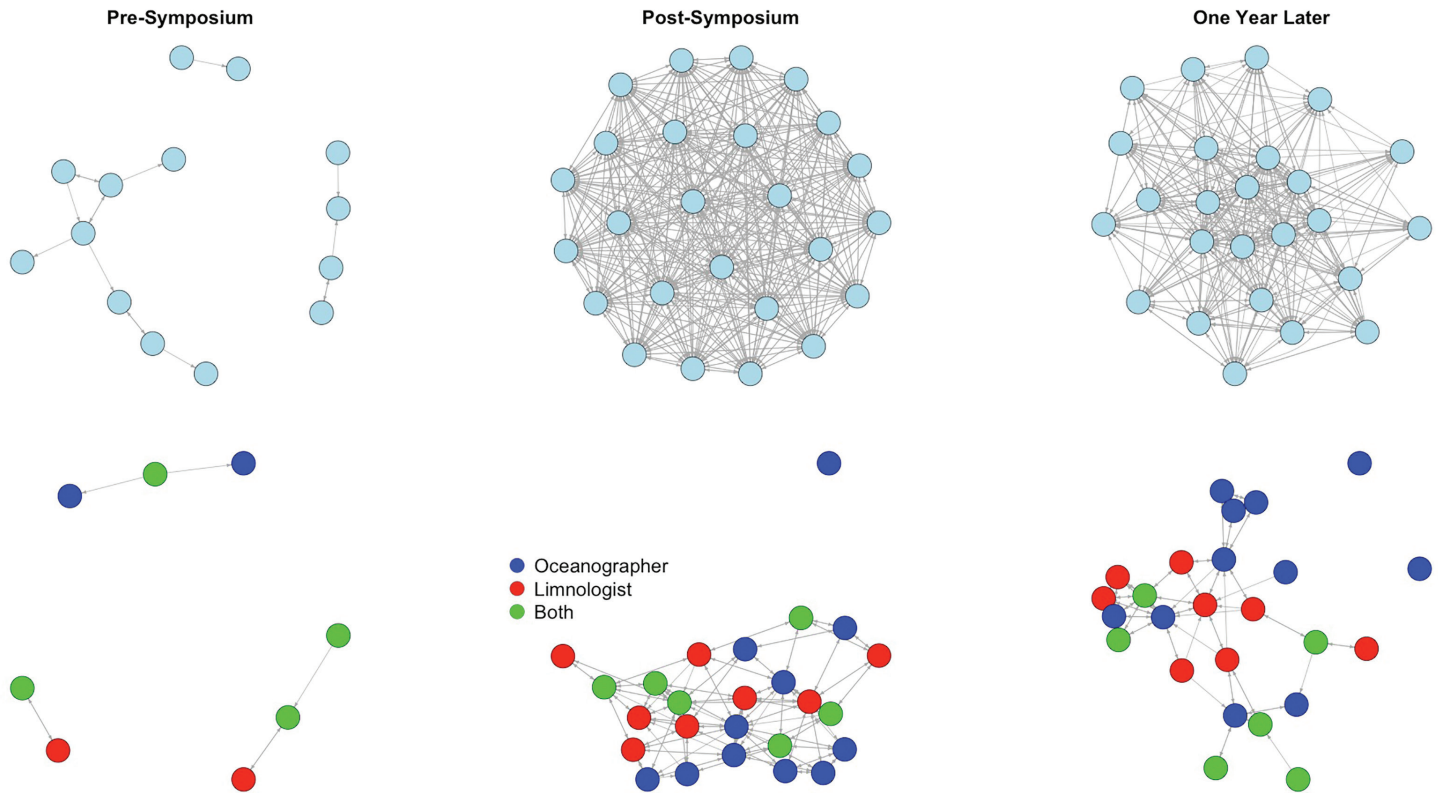 Pre-Symposium
Post-Symposium
One Year Later
Oceanographer
Limnologist
Both